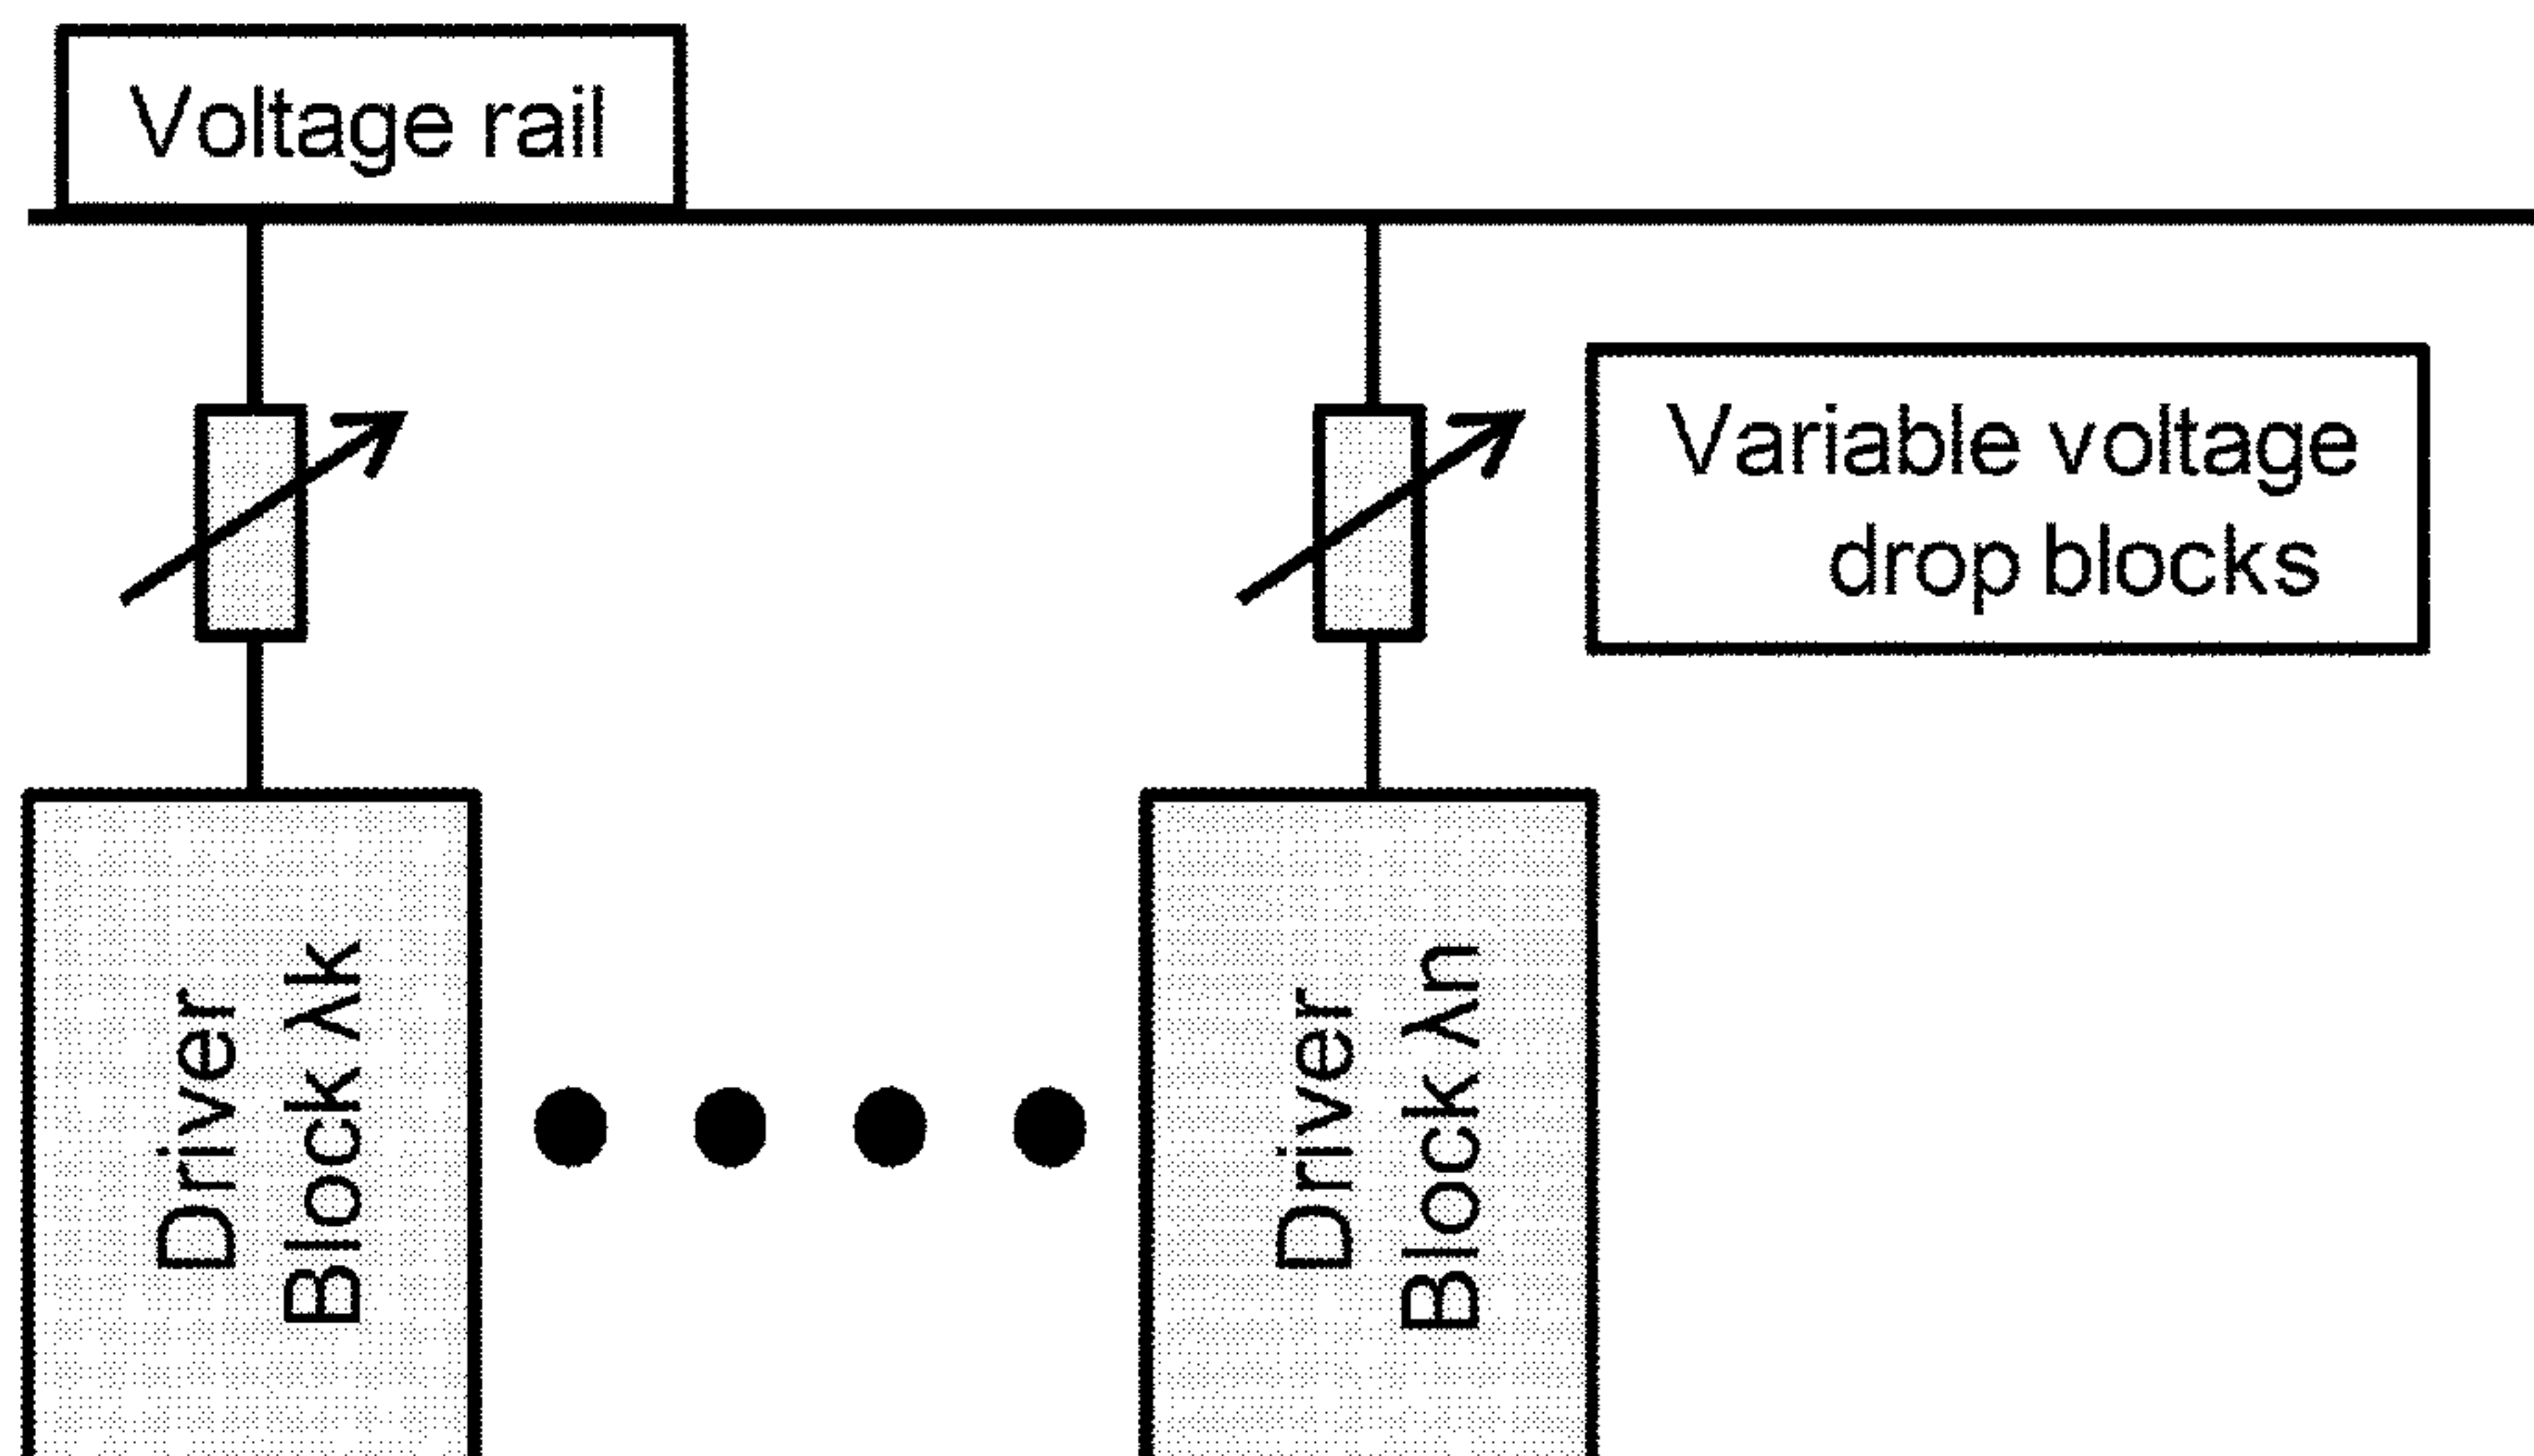 Voltage rail
Variable voltage
drop blocks
Driver
Block λk
Driver
Block λn